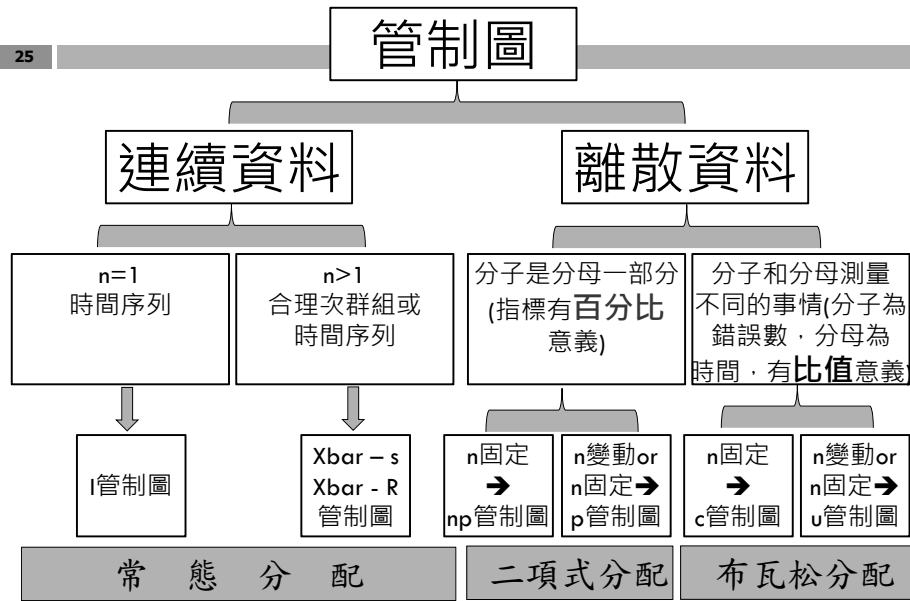 管制圖
25
連續資料
離散資料
n=1
時間序列
n>1
合理次群組或
時間序列
分子是分母一部分
(指標有百分比
意義)
分子和分母測量
不同的事情(分子為
錯誤數，分母為
時間，有比值意義)
I管制圖
Xbar – s
Xbar - R
管制圖
n固定
➔
np管制圖
n變動or
n固定➔
p管制圖
n固定
➔
c管制圖
n變動or
n固定➔
u管制圖
常態分配
二項式分配
布瓦松分配